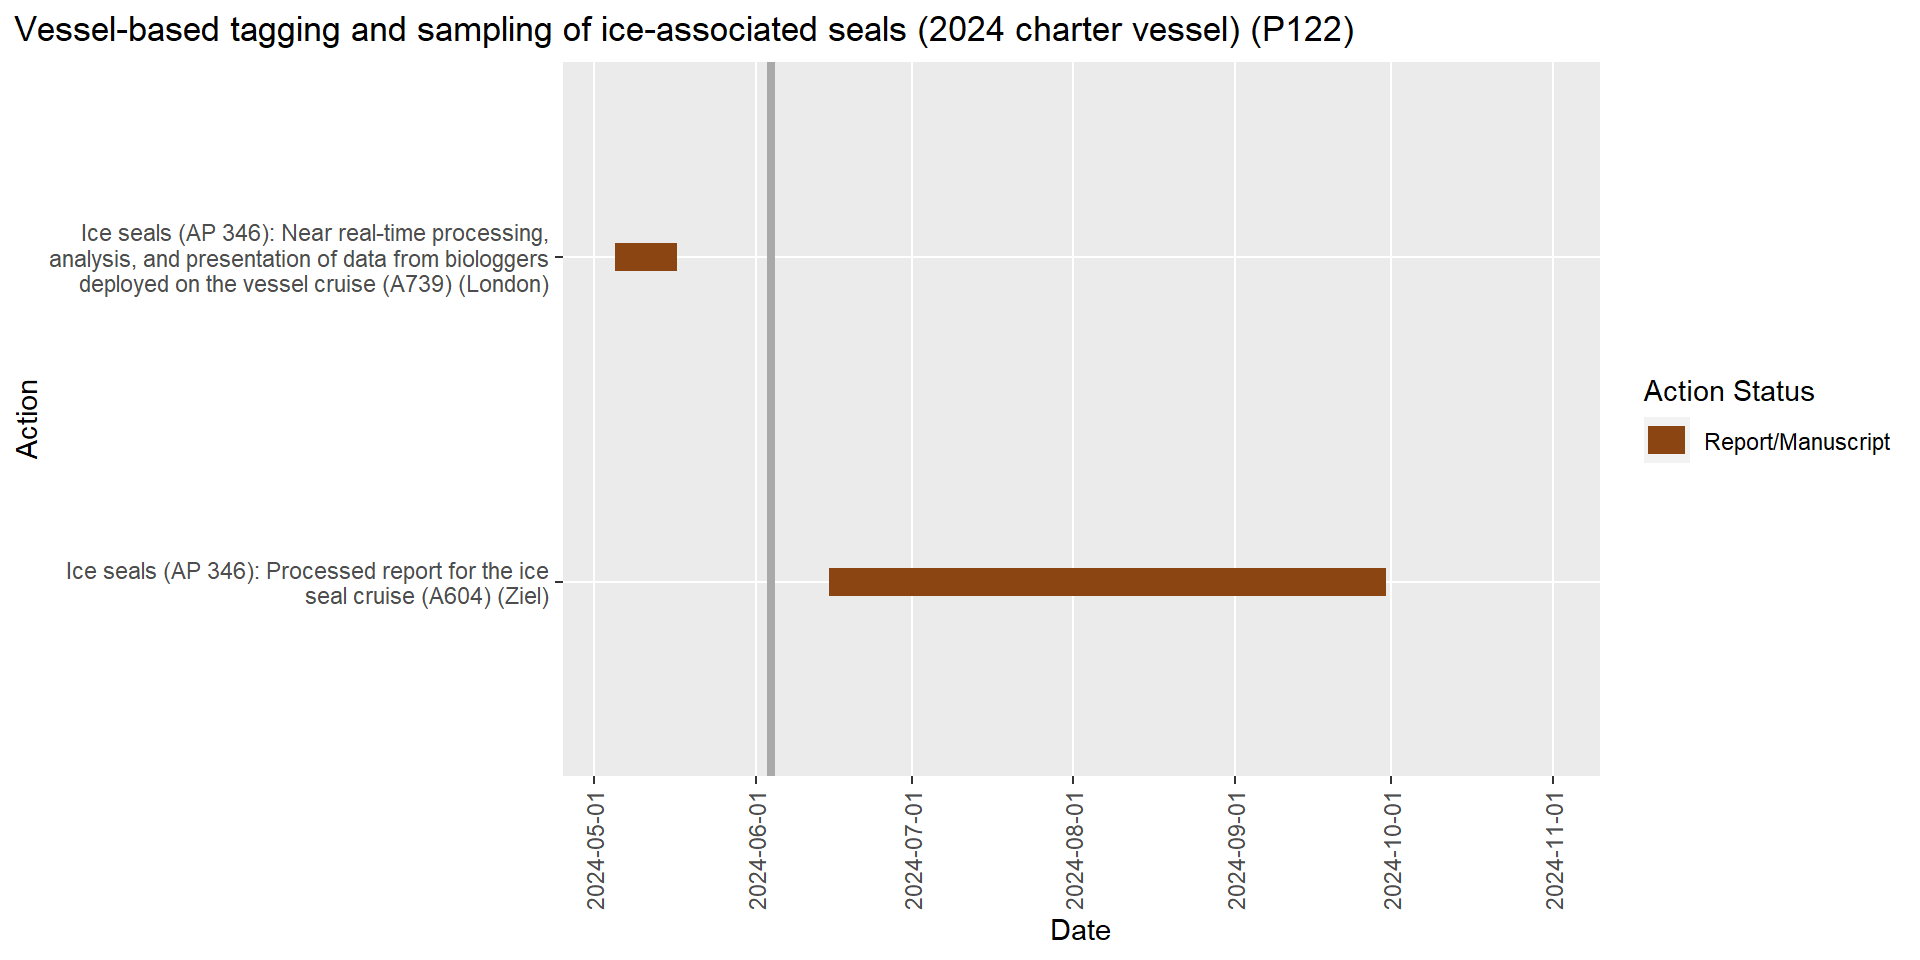 Vessel-based tagging and sampling of ice-associated seals (2024 charter vessel) (P122)
Action
Ice seals (AP 346): Near real-time processing,
analysis, and presentation of data from biologgers
deployed on the vessel cruise (A739) (London)
Ice seals (AP 346): Processed report for the ice
seal cruise (A604) (Ziel)
2024-05-01
2024-06-01
2024-07-01
2024-08-01
2024-09-01
2024-10-01
2024-11-01
Date
Action Status
Report/Manuscript